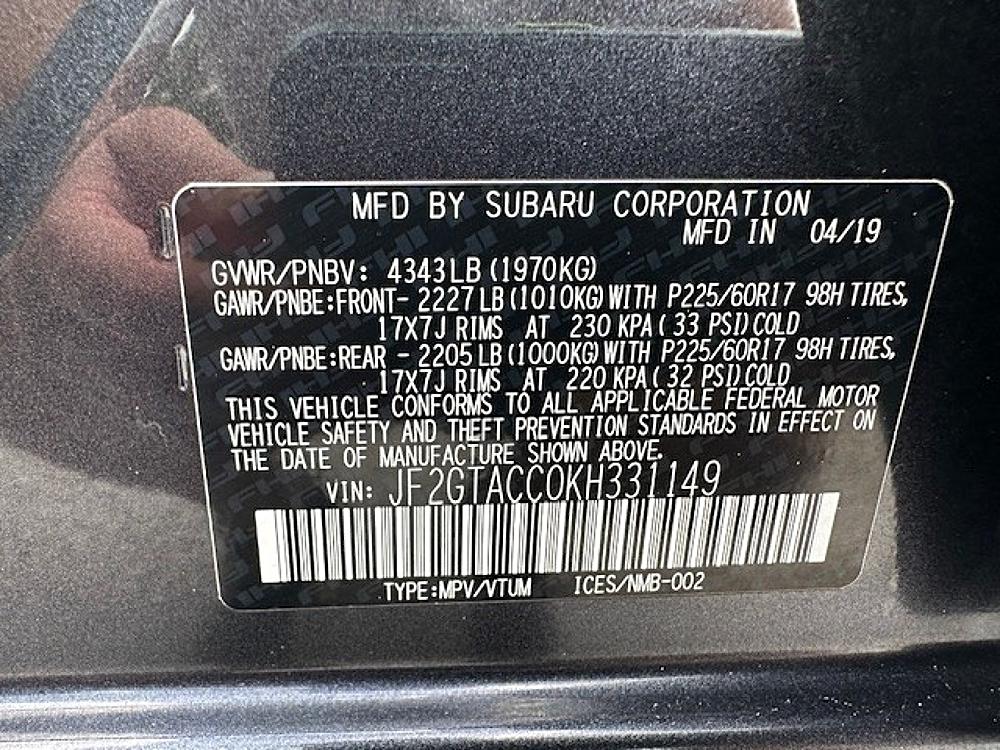 MFD BY SUBARU CORPORATION
MFD IN 04/19
GVWR/PNBV: 4343LB (1970KG)
GAWR/PNBE:FRONT- 2227LB (1010KG) WITH P225/60R17 98H TIRES,
17X7J RIMS AT 230 KPA ( 33 PSI) COLD
GAWR/PNBE:REAR - 2205LB (1000KG) WITH P225/60R17 98H TIRES,
17X7J RIMS AT 220 KPA ( 32 PSI) COLD
THIS VEHICLE CONFORMS TO ALL APPLICABLE FEDERAL MOTOR
VEHICLE SAFETY AND THEFT PREVENTION STANDARDS IN EFFECT ON
THE DATE OF MANUFACTURE SHOWN ABOVE.
VIN: JF2GTACC0KH331149
TYPE:MPV/VTUM ICES/NMB-002